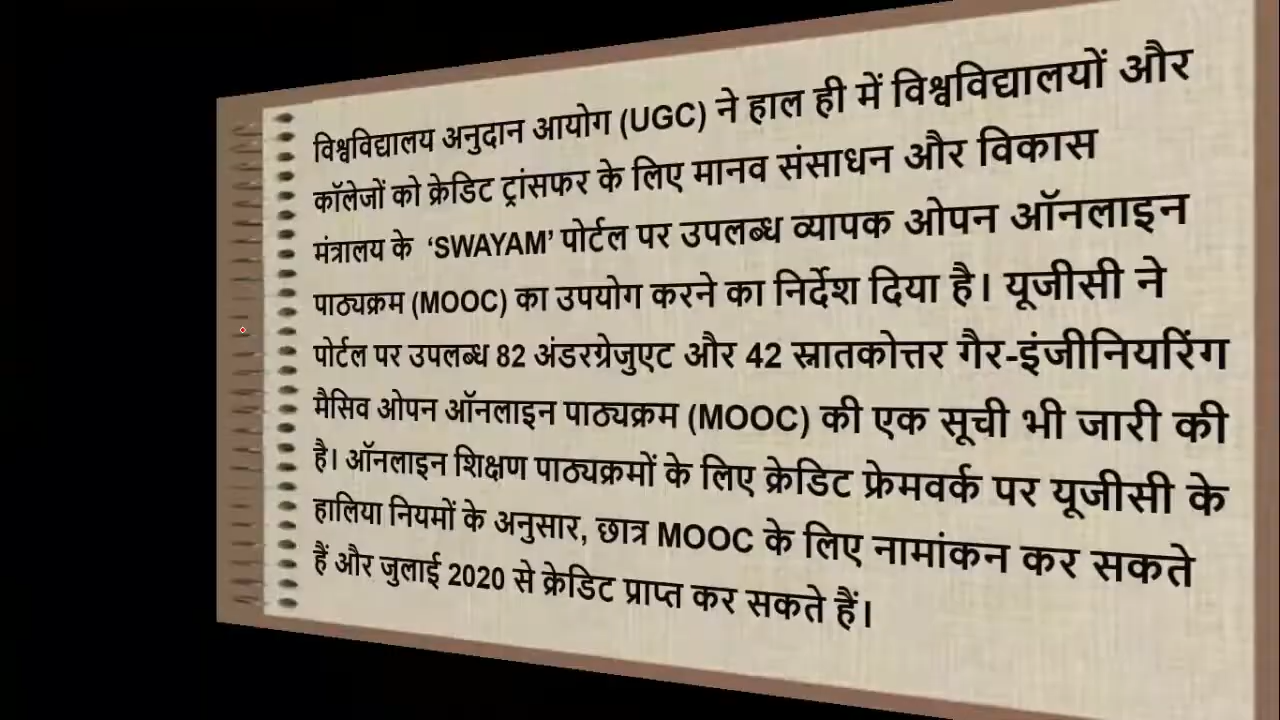 विश्वविद्यालय अनुदान आयोग (UGC) ने हाल ही में विश्वविद्यालयों और
कॉलेजों को क्रेडिट ट्रांसफर के लिए मानव संसाधन और विकास
मंत्रालय के ‘SWAYAM’ पोर्टल पर उपलब्ध व्यापक ओपन ऑनलाइन
पाठ्यक्रम (MOOC) का उपयोग करने का निर्देश दिया है। यूजीसी ने
पोर्टल पर उपलब्ध 82 अंडरग्रेजुएट और 42 स्नातकोत्तर गैर-इंजीनियरिंग
मैसिव ओपन ऑनलाइन पाठ्यक्रम (MOOC) की एक सूची भी जारी की
है। ऑनलाइन शिक्षण पाठ्यक्रमों के लिए क्रेडिट फ्रेमवर्क पर यूजीसी के
हालिया नियमों के अनुसार, छात्र MOOC के लिए नामांकन कर सकते
हैं और जुलाई 2020 से क्रेडिट प्राप्त कर सकते हैं।